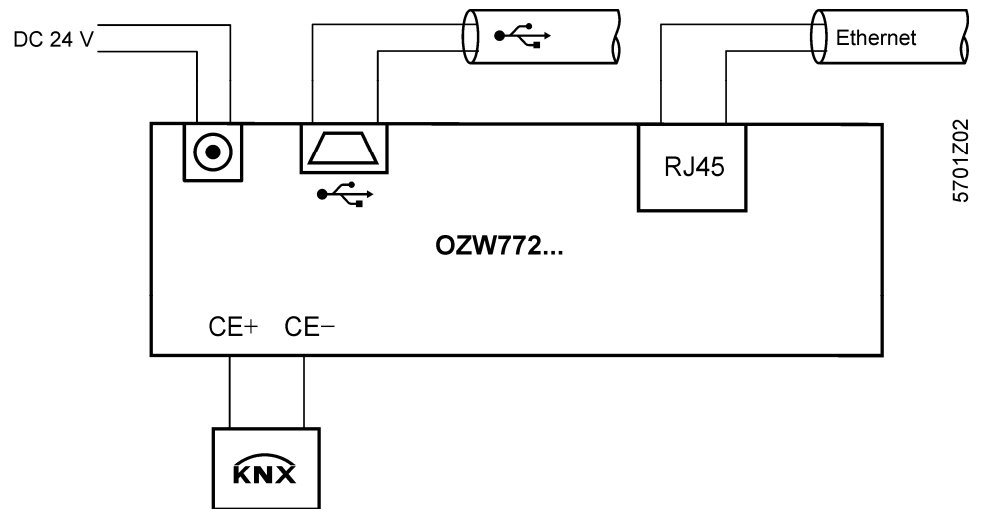 DC 24 V
Ethernet
RJ45
5701Z02
OZW772...
CE+ CE−
KNX